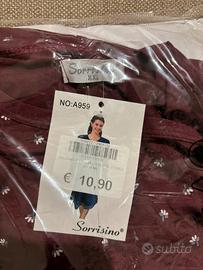 Sorrisino
XXL
NO:A959
€ 10,90
Sorrisino®
subito